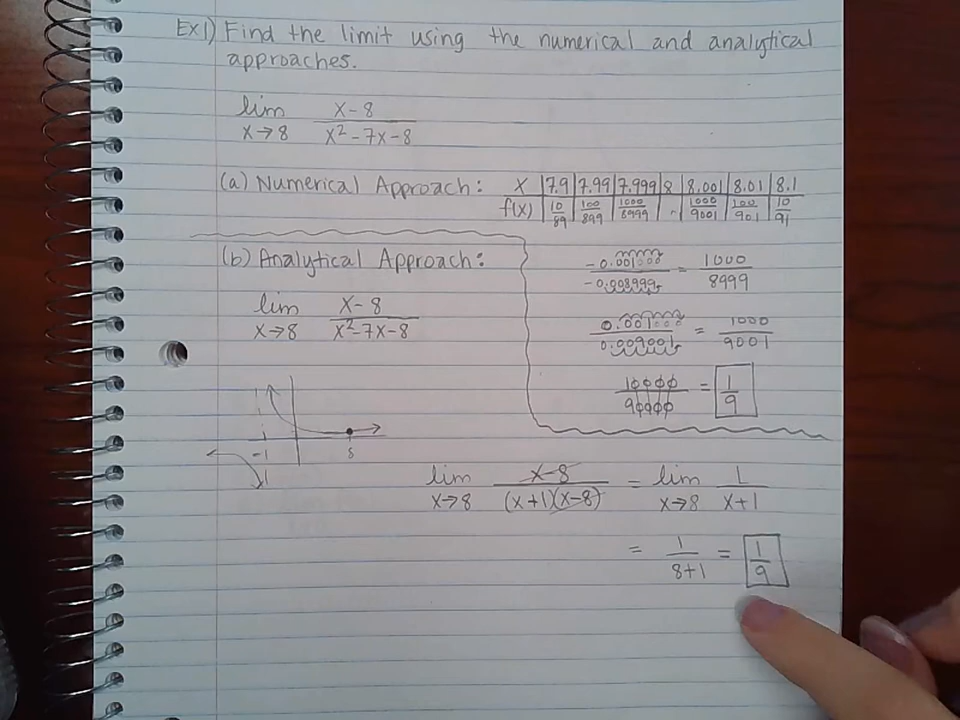 Ex1) Find the limit using the numerical and analytical
approaches.
lim x→8 (x-8)/(x²-7x-8)
(a) Numerical Approach:
x | 7.9 | 7.99 | 7.999 | 8 | 8.001 | 8.01 | 8.1
f(x) | 10/89 | 100/899 | 1000/8999 | . | 1000/9001 | 100/901 | 10/91
-0.001000/-0.008999 = 1000/8999
0.001000/0.009001 = 1000/9001
10000/90000 = 1/9
(b) Analytical Approach:
lim x→8 (x-8)/(x²-7x-8)
-1 8
lim x→8 (x-8)/((x+1)(x-8)) = lim x→8 1/(x+1)
= 1/(8+1) = 1/9